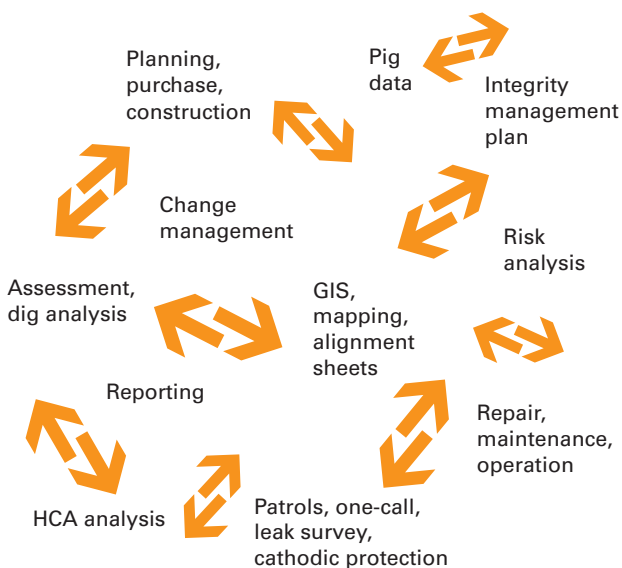 Planning,
purchase,
construction
Pig
data
Integrity
management
plan
Change
management
Risk
analysis
Assessment,
dig analysis
GIS,
mapping,
alignment
sheets
Reporting
Repair,
maintenance,
operation
HCA analysis
Patrols, one-call,
leak survey,
cathodic protection